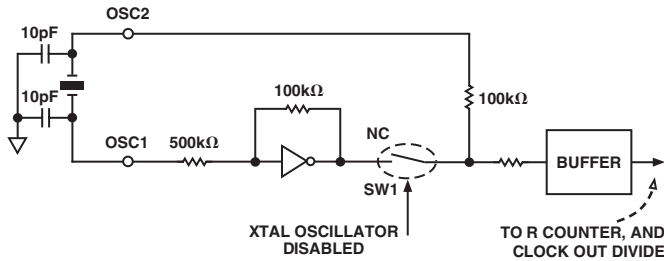 10pF
OSC2
10pF
100kΩ
100kΩ
OSC1
500kΩ
NC
SW1
BUFFER
XTAL OSCILLATOR
DISABLED
TO R COUNTER, AND
CLOCK OUT DIVIDE